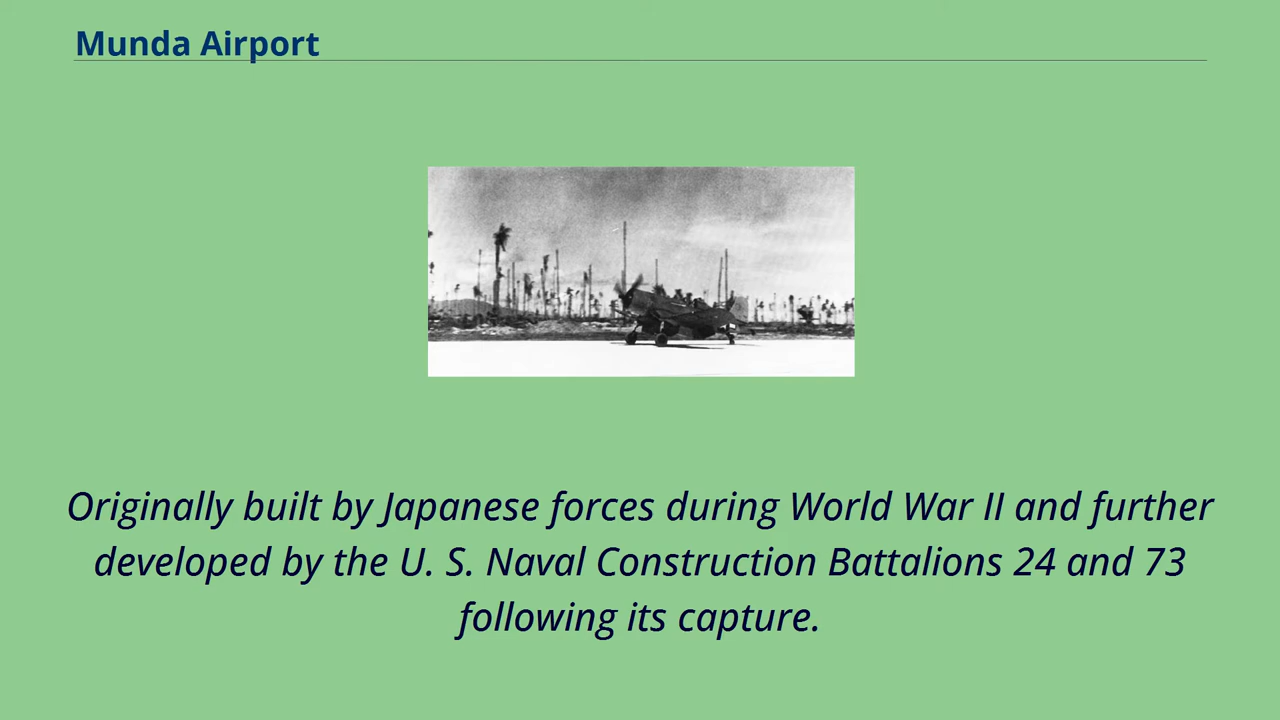 Munda Airport
Originally built by Japanese forces during World War II and further
developed by the U. S. Naval Construction Battalions 24 and 73
following its capture.